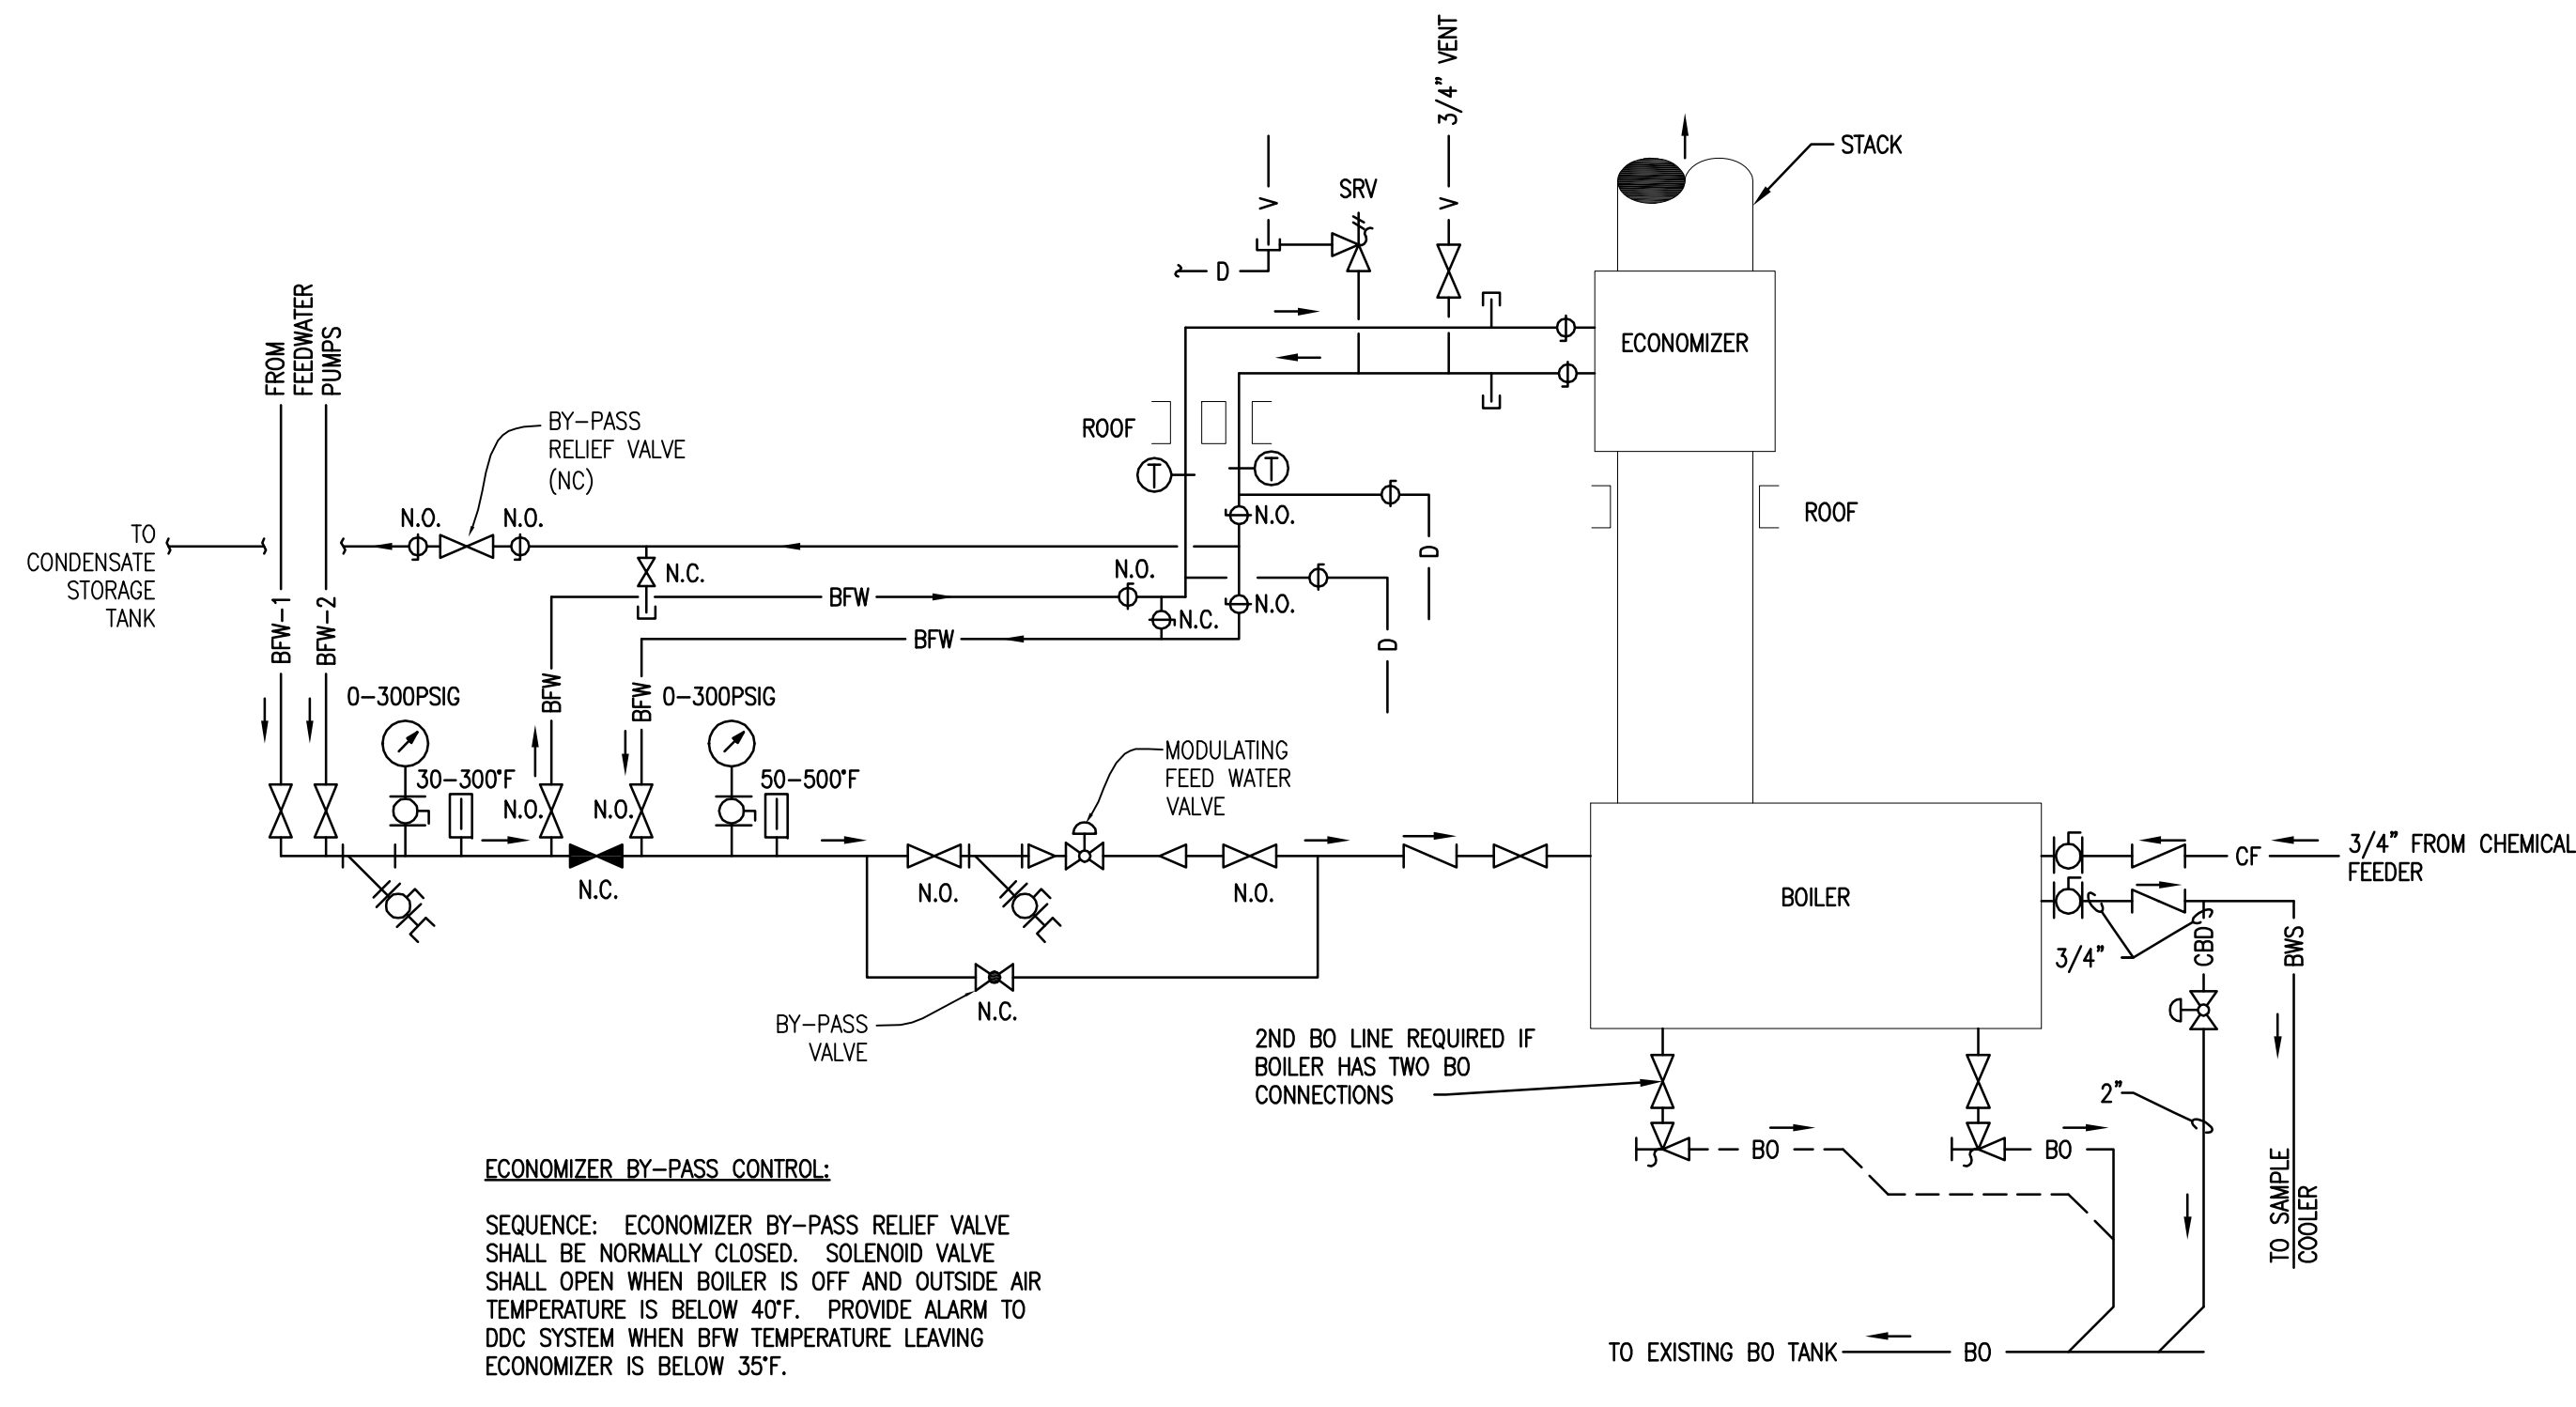 3/4" VENT
STACK
SRV
V
V
D
ECONOMIZER
FROM
FEEDWATER
PUMPS
BY-PASS
RELIEF VALVE
(NC)
ROOF
T
T
ROOF
N.O.
N.O.
N.O.
TO
CONDENSATE
STORAGE
TANK
N.C.
N.O.
D
BFW-1
BFW-2
BFW
N.C.
N.O.
BFW
D
0-300PSIG
BFW
BFW
0-300PSIG
30-300°F
50-500°F
MODULATING
FEED WATER
VALVE
N.O.
N.O.
N.C.
N.O.
N.O.
BOILER
CF
3/4" FROM CHEMICAL
FEEDER
3/4"
CBD
BWS
BY-PASS
VALVE
N.C.
2ND BO LINE REQUIRED IF
BOILER HAS TWO BO
CONNECTIONS
2"
BO
BO
TO SAMPLE
COOLER
ECONOMIZER BY-PASS CONTROL:
SEQUENCE: ECONOMIZER BY-PASS RELIEF VALVE
SHALL BE NORMALLY CLOSED. SOLENOID VALVE
SHALL OPEN WHEN BOILER IS OFF AND OUTSIDE AIR
TEMPERATURE IS BELOW 40°F. PROVIDE ALARM TO
DDC SYSTEM WHEN BFW TEMPERATURE LEAVING
ECONOMIZER IS BELOW 35°F.
TO EXISTING BO TANK
BO